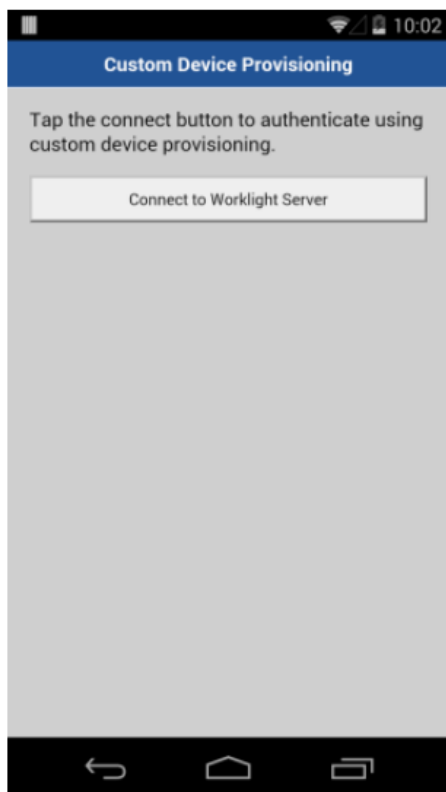 10:02
Custom Device Provisioning
Tap the connect button to authenticate using
custom device provisioning.
Connect to Worklight Server